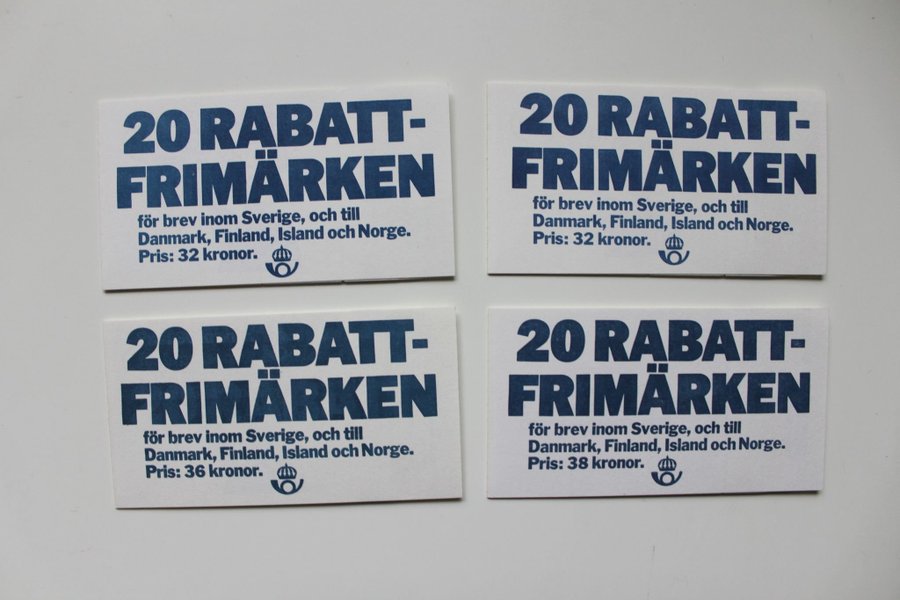 20 RABATT-
FRIMÄRKEN
för brev inom Sverige, och till
Danmark, Finland, Island och Norge.
Pris: 32 kronor.
20 RABATT-
FRIMÄRKEN
för brev inom Sverige, och till
Danmark, Finland, Island och Norge.
Pris: 32 kronor.
20 RABATT-
FRIMÄRKEN
för brev inom Sverige, och till
Danmark, Finland, Island och Norge.
Pris: 36 kronor.
20 RABATT-
FRIMÄRKEN
för brev inom Sverige, och till
Danmark, Finland, Island och Norge.
Pris: 38 kronor.